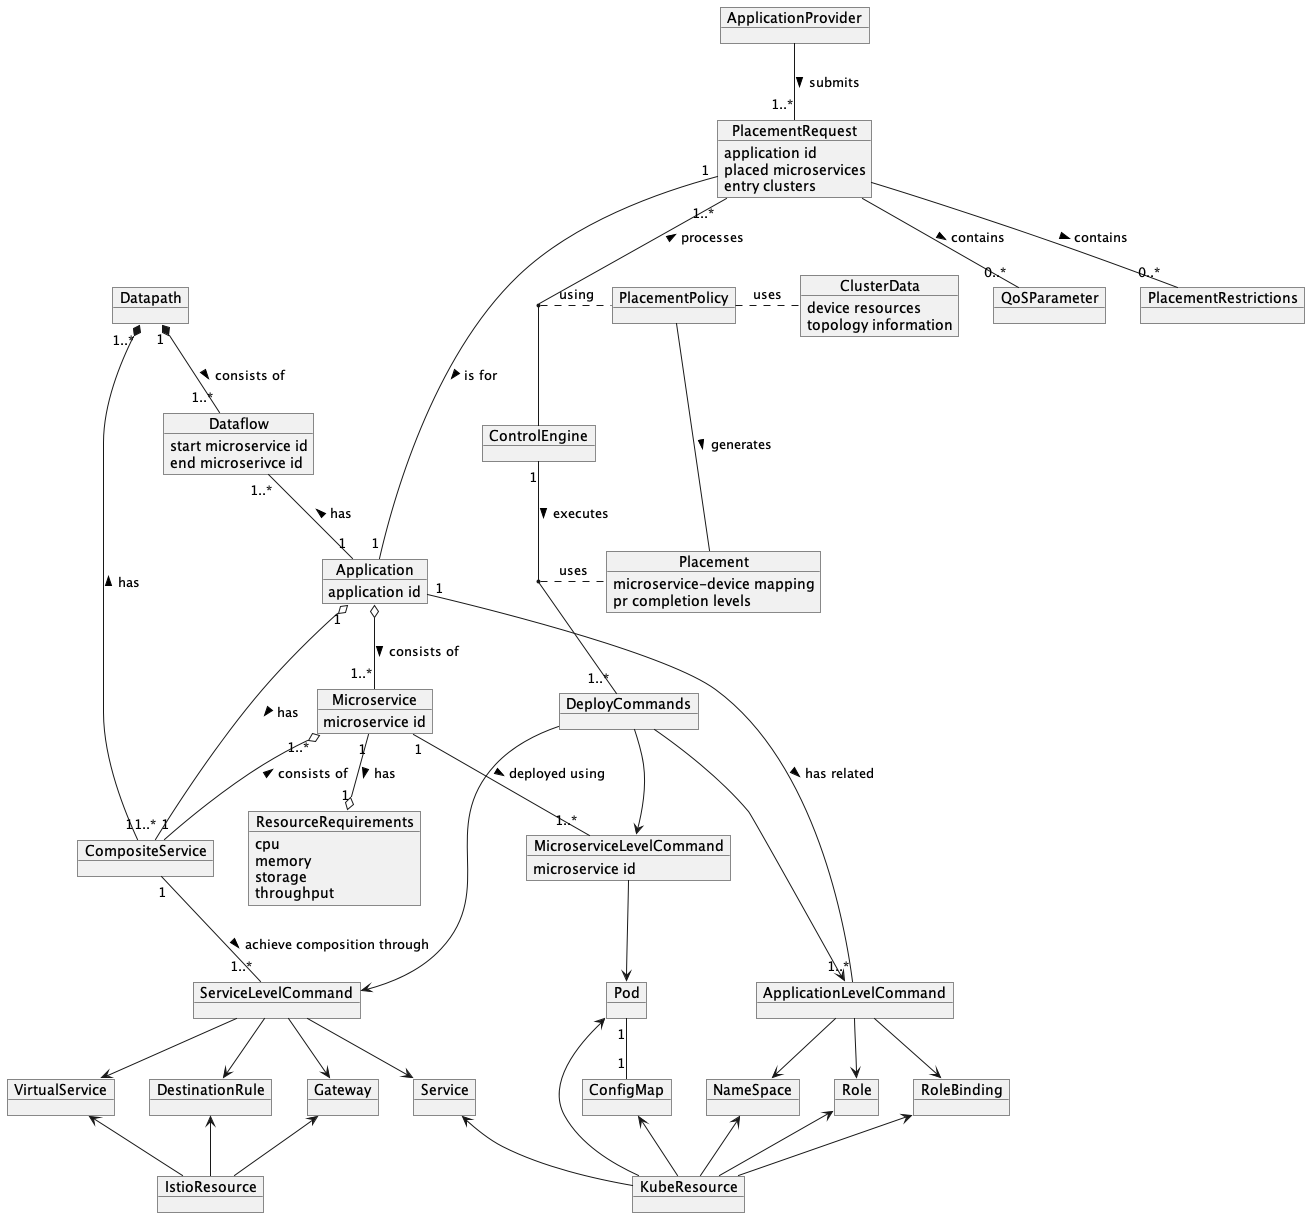 ApplicationProvider
submits
1..*
PlacementRequest
application id
placed microservices
entry clusters
1
1..*
processes
contains
contains
0..*
0..*
ClusterData
device resources
topology information
Datapath
using
PlacementPolicy
uses
QoSParameter
PlacementRestrictions
1..*
1
consists of
is for
1..*
Dataflow
start microservice id
end microserivce id
ControlEngine
generates
1
1..*
has
executes
1
1
Application
application id
Placement
microservice-device mapping
pr completion levels
uses
has
1
1
consists of
1..*
1..*
Microservice
microservice id
DeployCommands
has
1..*
1
1
consists of
has
deployed using
has related
1
ResourceRequirements
cpu
memory
storage
throughput
1
1..*
1
1..*
CompositeService
MicroserviceLevelCommand
microservice id
1
achieve composition through
1..*
1..*
ServiceLevelCommand
Pod
ApplicationLevelCommand
1
1
VirtualService
DestinationRule
Gateway
Service
ConfigMap
NameSpace
Role
RoleBinding
IstioResource
KubeResource